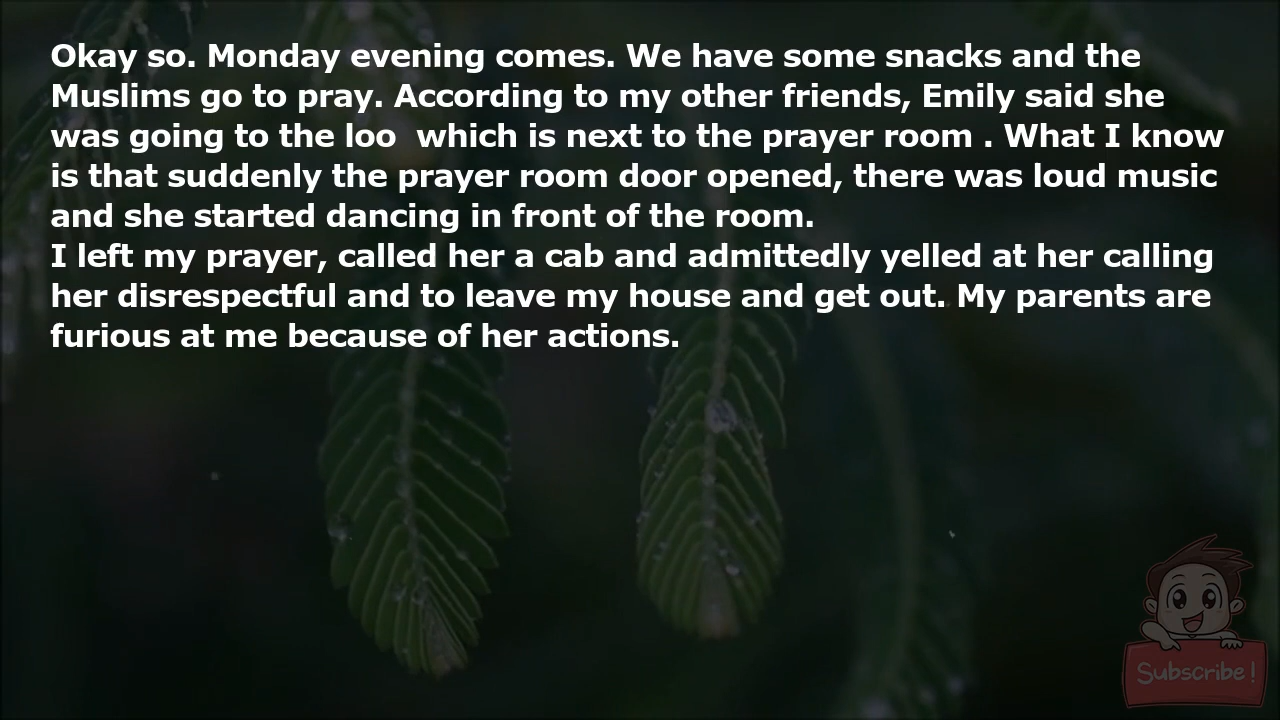 Okay so. Monday evening comes. We have some snacks and the
Muslims go to pray. According to my other friends, Emily said she
was going to the loo  which is next to the prayer room . What I know
is that suddenly the prayer room door opened, there was loud music
and she started dancing in front of the room.
I left my prayer, called her a cab and admittedly yelled at her calling
her disrespectful and to leave my house and get out. My parents are
furious at me because of her actions.
Subscribe!